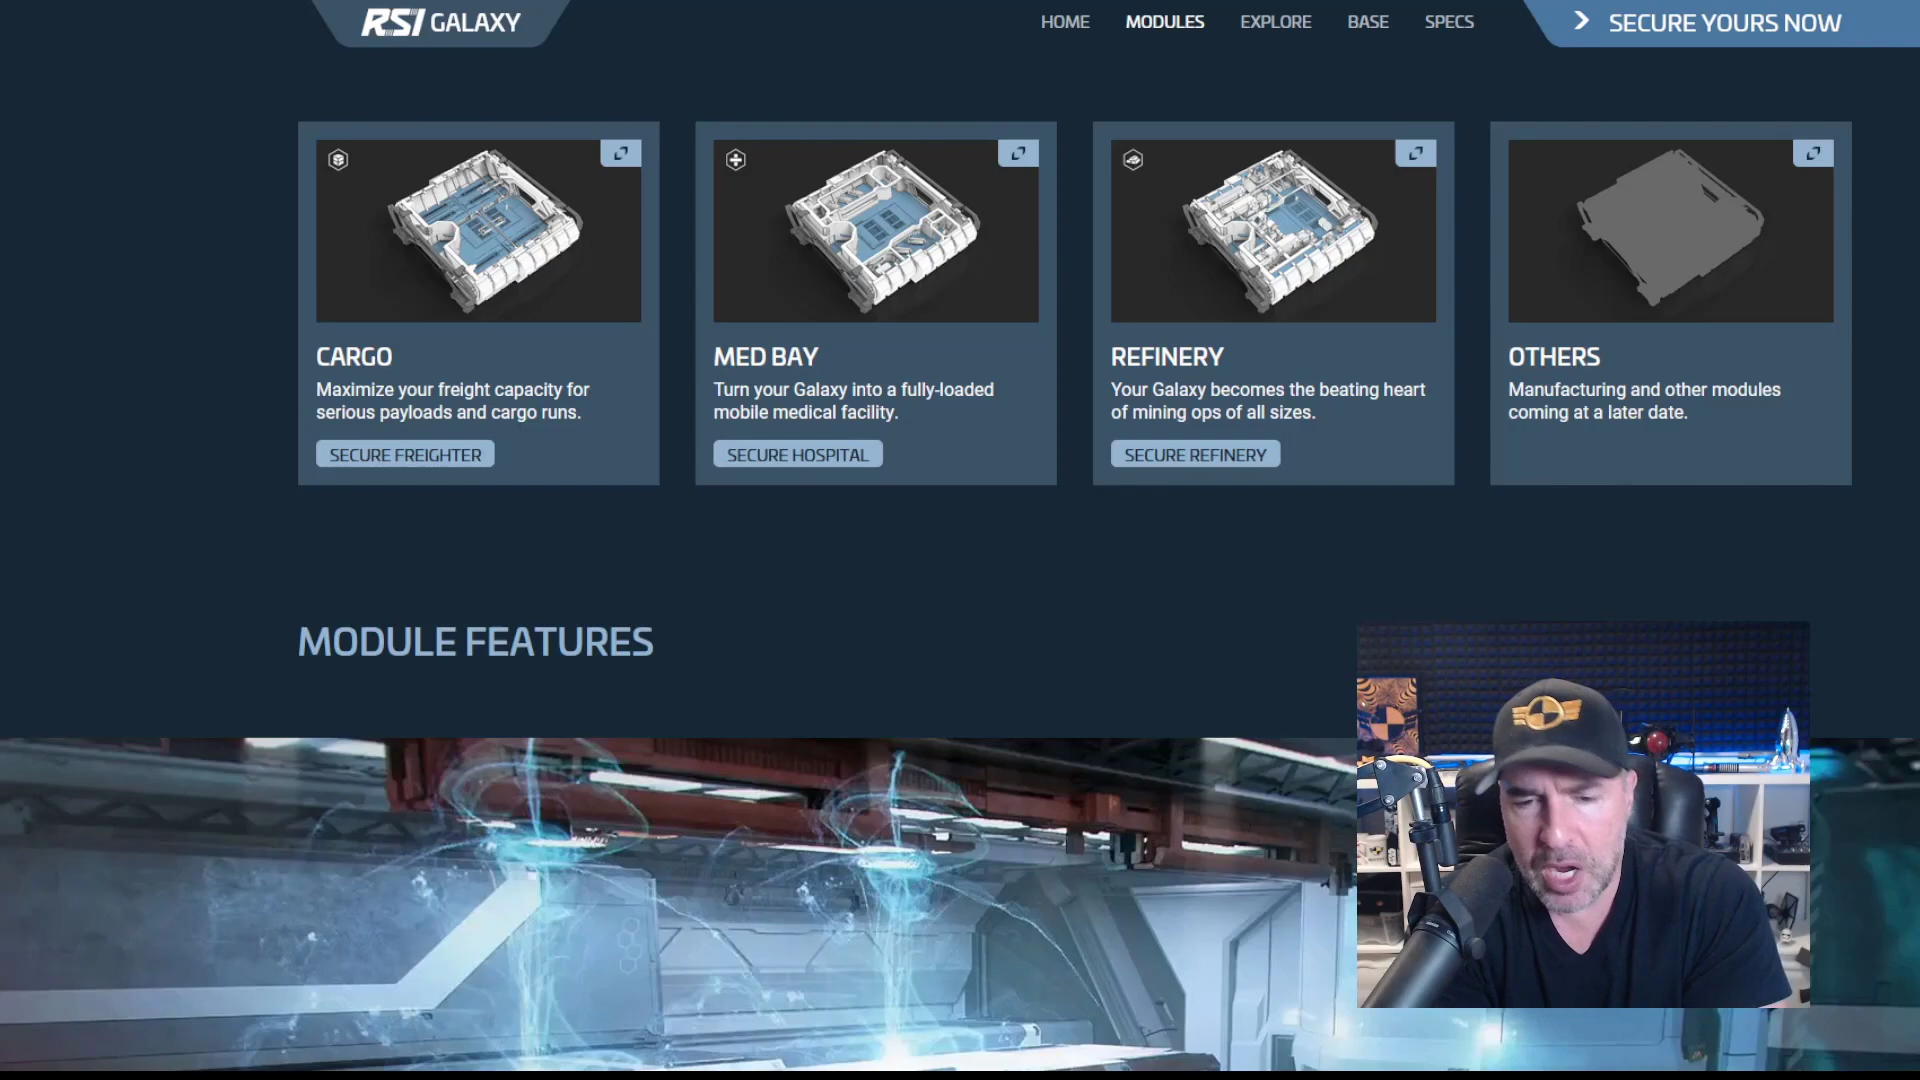 RSI GALAXY
HOME
MODULES
EXPLORE
BASE
SPECS
SECURE YOURS NOW
CARGO
Maximize your freight capacity for
serious payloads and cargo runs.
SECURE FREIGHTER
MED BAY
Turn your Galaxy into a fully-loaded
mobile medical facility.
SECURE HOSPITAL
REFINERY
Your Galaxy becomes the beating heart
of mining ops of all sizes.
SECURE REFINERY
OTHERS
Manufacturing and other modules
coming at a later date.
MODULE FEATURES